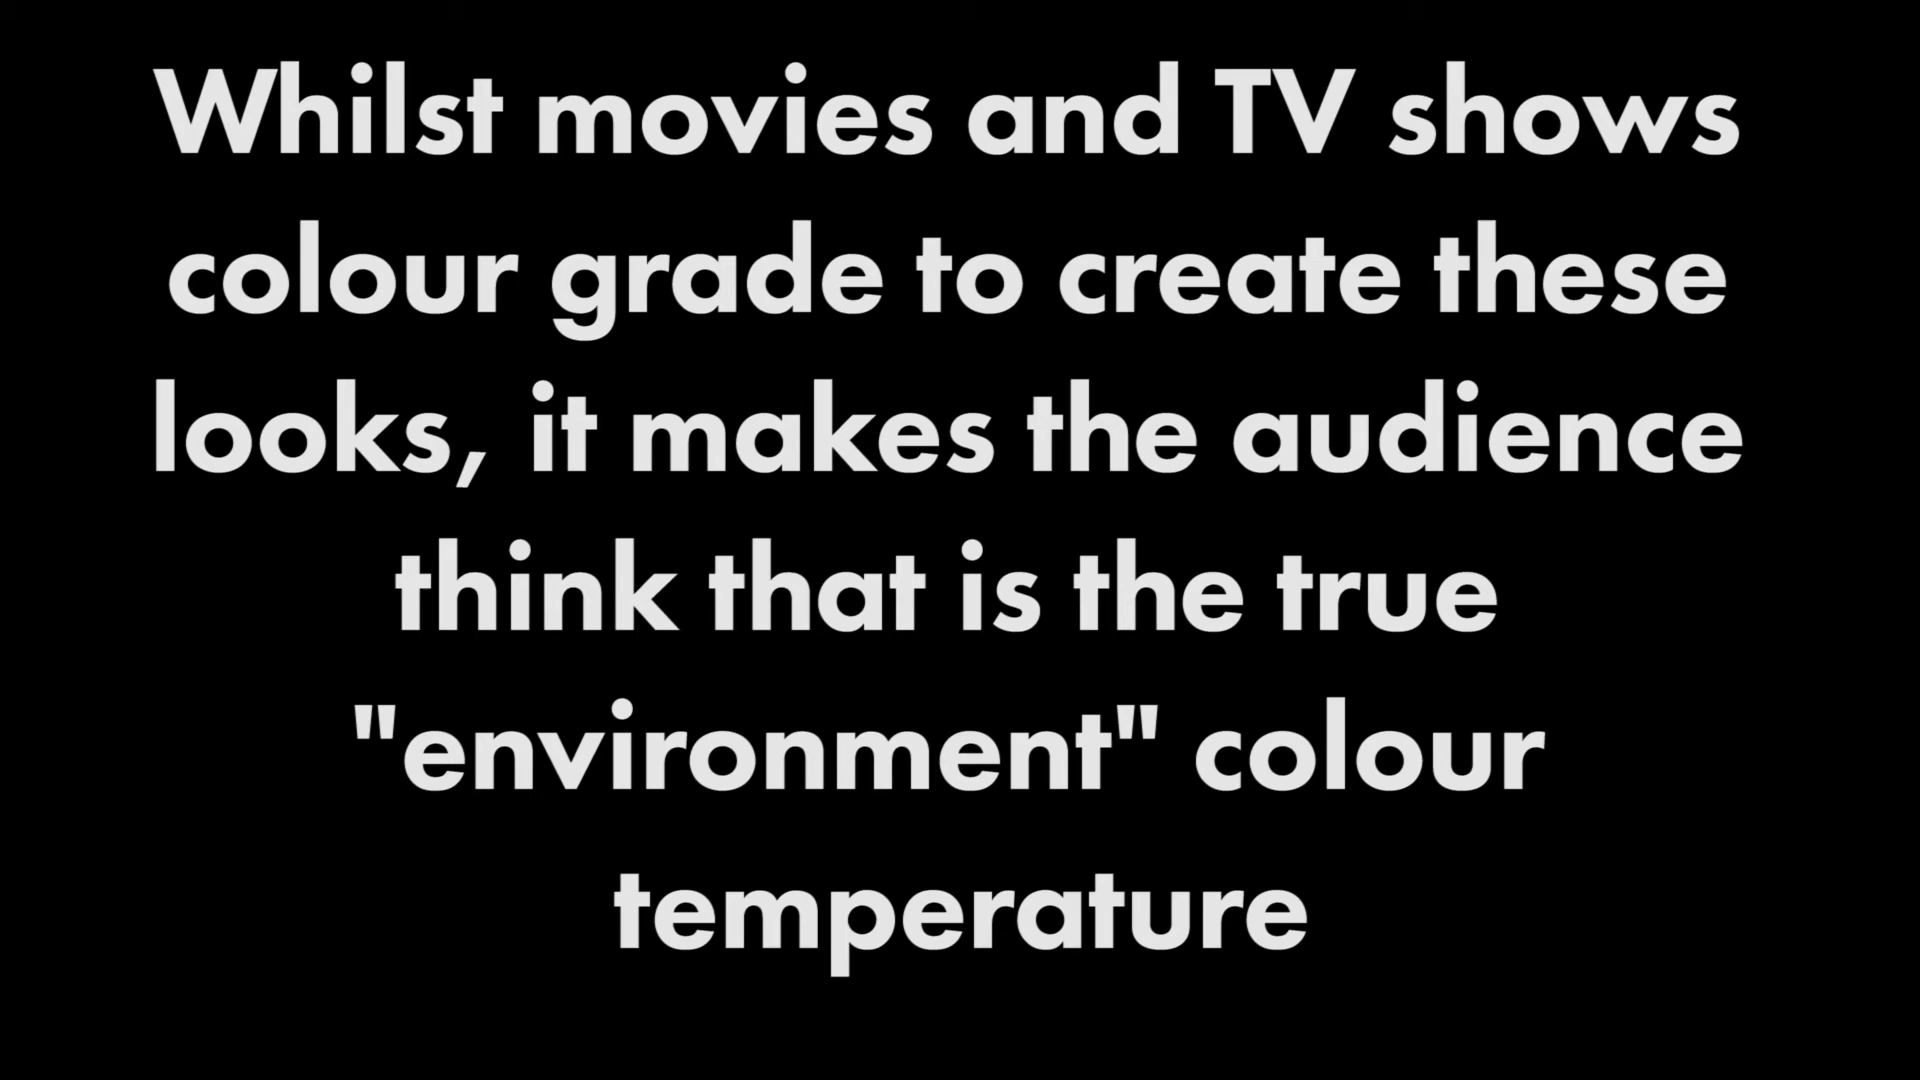 Whilst movies and TV shows
colour grade to create these
looks, it makes the audience
think that is the true
"environment" colour
temperature